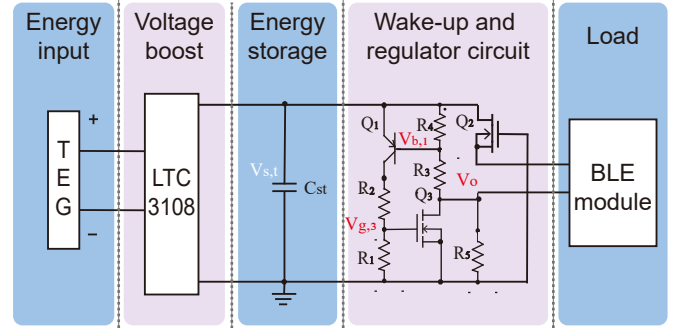 Energy
input
Voltage
boost
Energy
storage
Wake-up and
regulator circuit
Load
+
T
E
G
−
LTC
3108
Vs,t
Cst
Q1
R4
Vb,1
Q2
R3
Vo
R2
Q3
Vg,3
R1
R5
BLE
module